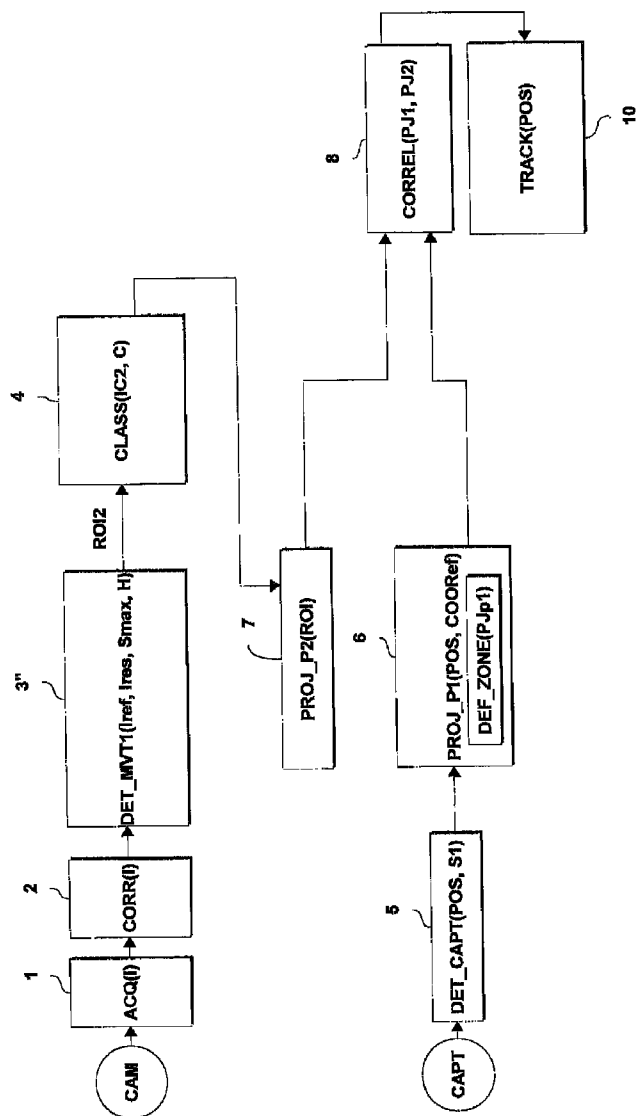 CAM
1
ACQ(I)
2
CORR(I)
3"
DET_MVT1(Iref, Ires, Smax, H)
ROI2
4
CLASS(IC2, C)
7
PROJ_P2(ROI)
CAPT
5
DET_CAPT(POS, S1)
6
PROJ_P1(POS, COORef)
DEF_ZONE(PJp1)
8
CORREL(PJ1, PJ2)
10
TRACK(POS)